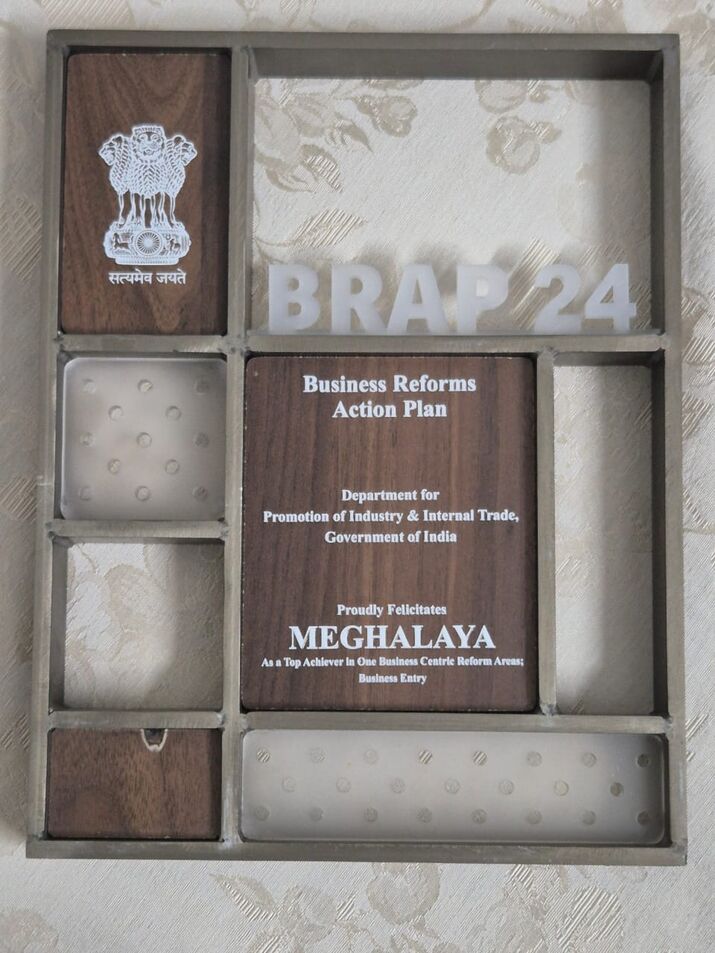 सत्यमेव जयते
BRAP 24
Business Reforms
Action Plan
Department for
Promotion of Industry & Internal Trade,
Government of India
Proudly Felicitates
MEGHALAYA
As a Top Achiever in One Business Centric Reform Areas;
Business Entry